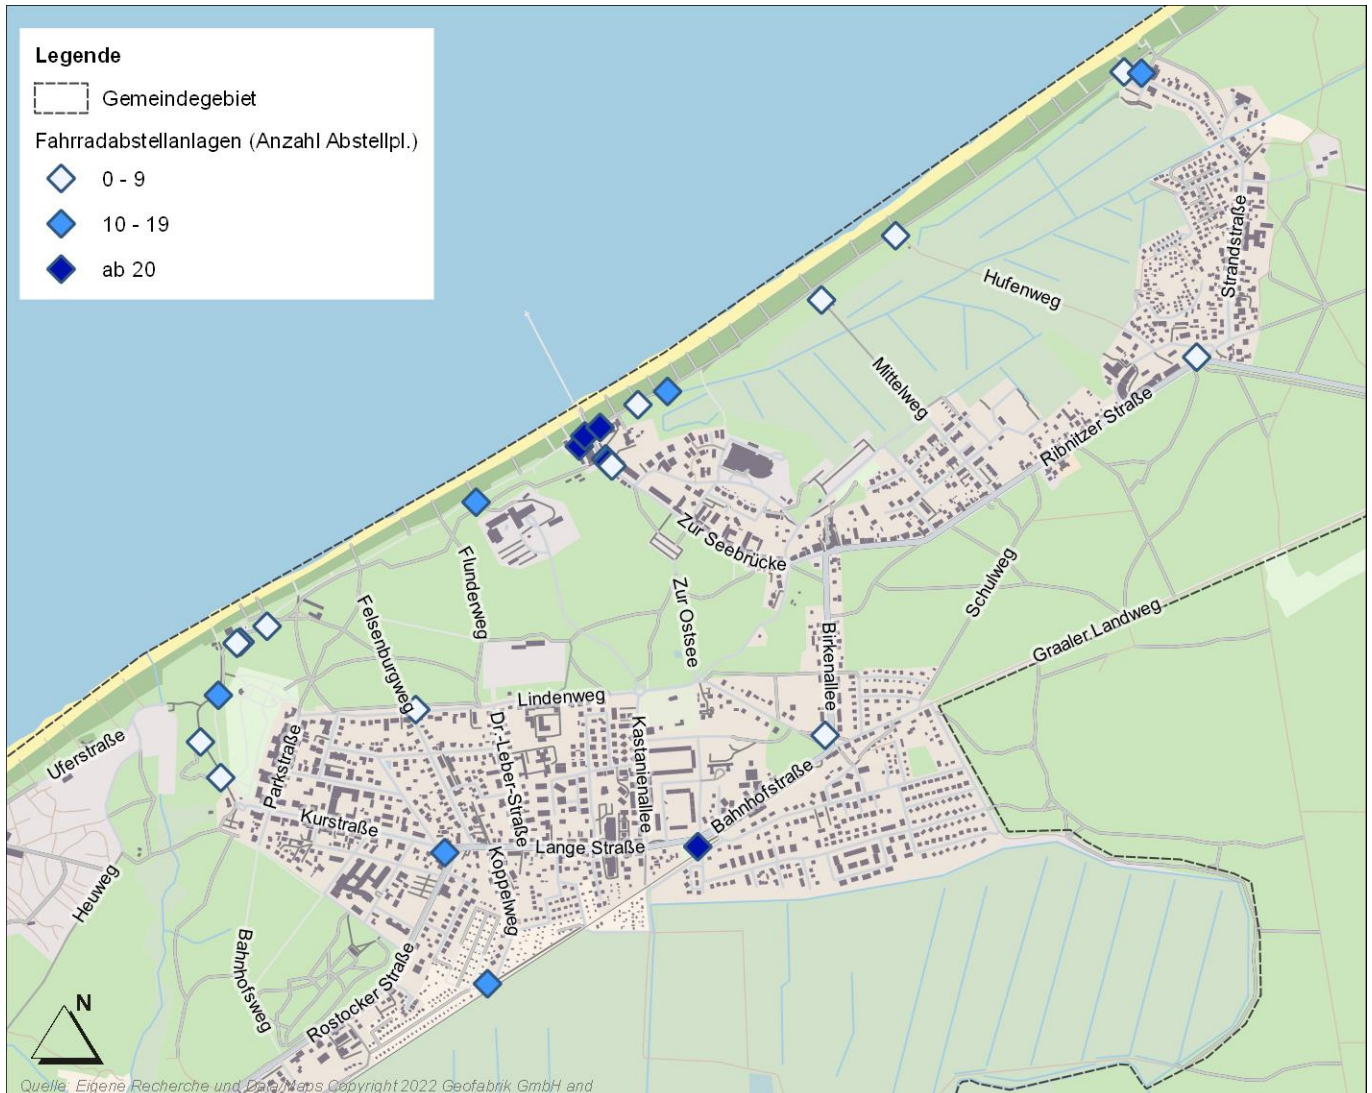 Legende
Gemeindegebiet
Fahrradabstellanlagen (Anzahl Abstellpl.)
0 - 9
10 - 19
ab 20
Strandstraße
Hufenweg
Mittelweg
Ribnitzer Straße
Zur Seebrücke
Flunderweg
Felsenburgweg
Zur Ostsee
Birkenallee
Schulweg
Graaler Landweg
Lindenweg
Uferstraße
Parkstraße
Dr.-Leber-Straße
Kastanienallee
Bahnhofstraße
Kurstraße
Lange Straße
Koppelweg
Heuweg
Bahnhofsweg
Rostocker Straße
N
Quelle: Eigene Recherche und Data/Maps Copyright 2022 Geofabrik GmbH and